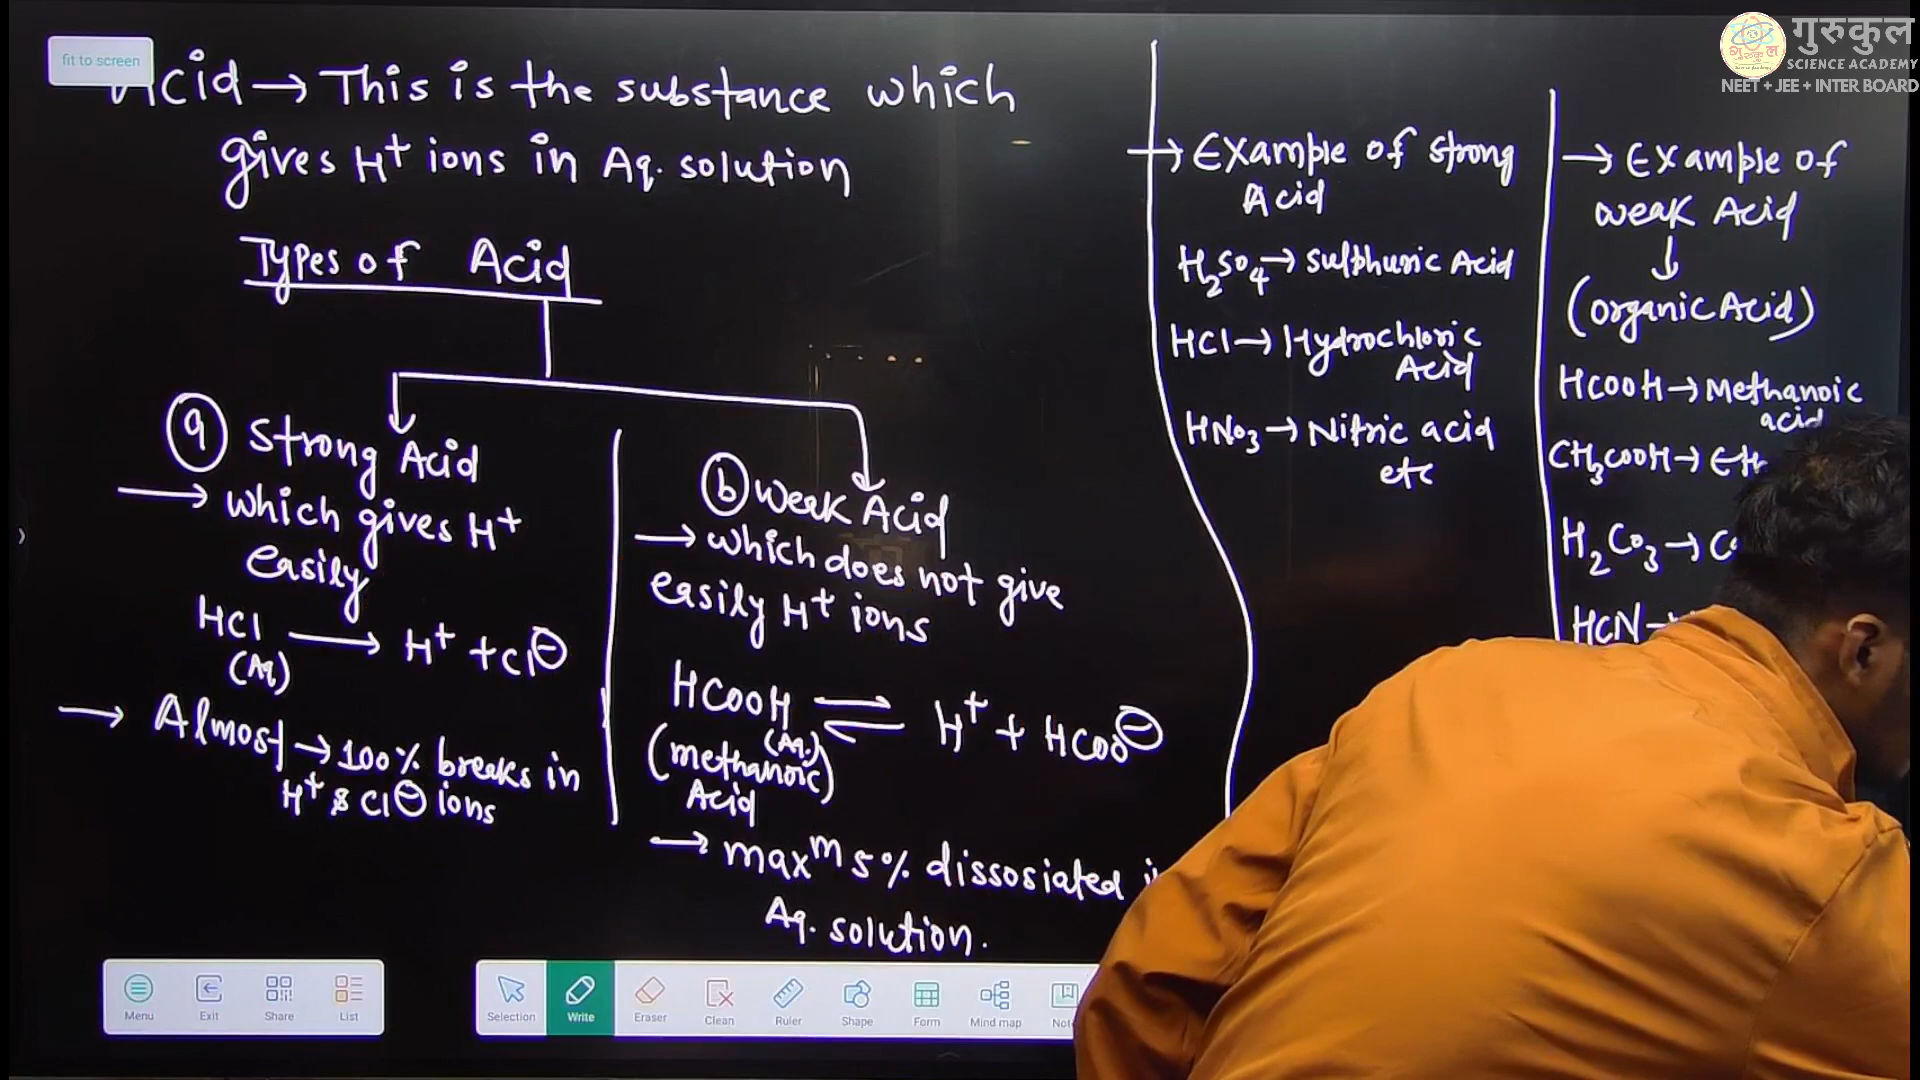 fit to screen
Acid → This is the substance which
gives H⁺ ions in Aq. solution
Types of Acid
a Strong Acid
→ which gives H⁺
easily
HCl → H⁺ + Cl⊖
(Aq.)
→ Almost → 100% breaks in
H⁺ & Cl⊖ ions
b Weak Acid
→ which does not give
easily H⁺ ions
HCOOH ⇌ H⁺ + HCOO⊖
(Aq.)
(methanoic
Acid)
→ maxᵐ 5% dissosiated
Aq. solution.
→ Example of strong
Acid
H₂SO₄ → Sulphuric Acid
HCl → Hydrochloric
Acid
HNO₃ → Nitric acid
etc
→ Example of
weak Acid
↓
(organic Acid)
HCOOH → Methanoic
acid
CH₃COOH →
H₂CO₃ →
HCN →
गुरुकुल
SCIENCE ACADEMY
NEET + JEE + INTER BOARD
Menu Exit Share List
Selection Write Eraser Clean Ruler Shape Form Mind map